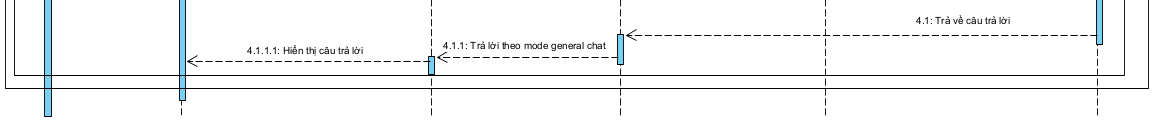 4.1: Trả về câu trả lời
4.1.1: Trả lời theo mode general chat
4.1.1.1: Hiển thị câu trả lời